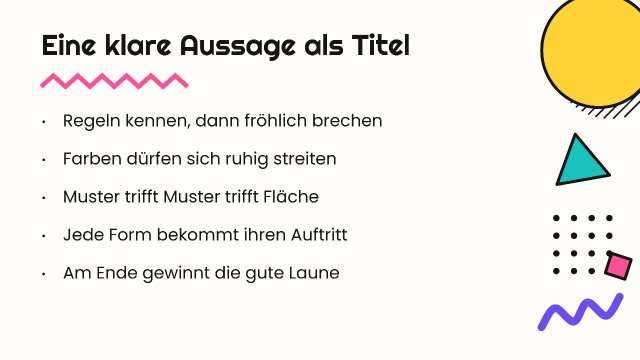 Eine klare Aussage als Titel
• Regeln kennen, dann fröhlich brechen
• Farben dürfen sich ruhig streiten
• Muster trifft Muster trifft Fläche
• Jede Form bekommt ihren Auftritt
• Am Ende gewinnt die gute Laune